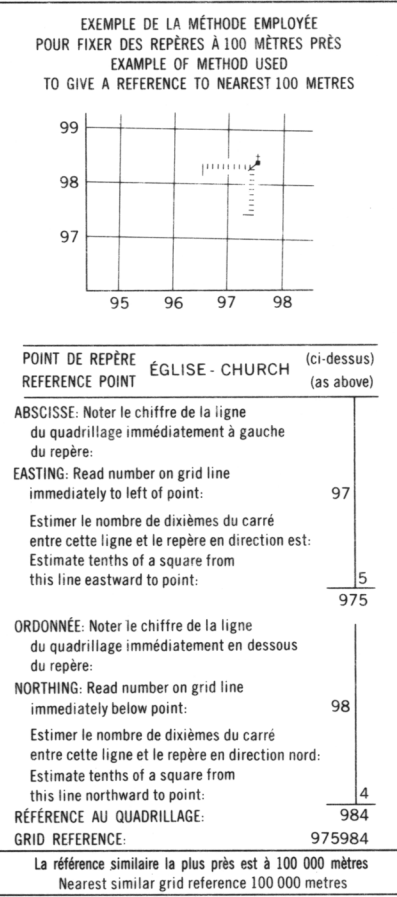 EXEMPLE DE LA MÉTHODE EMPLOYÉE
POUR FIXER DES REPÈRES À 100 MÈTRES PRÈS
EXAMPLE OF METHOD USED
TO GIVE A REFERENCE TO NEAREST 100 METRES
99
98
97
95 96 97 98
POINT DE REPÈRE
REFERENCE POINT
ÉGLISE - CHURCH
(ci-dessus)
(as above)
ABSCISSE: Noter le chiffre de la ligne
du quadrillage immédiatement à gauche
du repère:
EASTING: Read number on grid line
immediately to left of point: 97
Estimer le nombre de dixièmes du carré
entre cette ligne et le repère en direction est:
Estimate tenths of a square from
this line eastward to point: 5
975
ORDONNÉE: Noter le chiffre de la ligne
du quadrillage immédiatement en dessous
du repère:
NORTHING: Read number on grid line
immediately below point: 98
Estimer le nombre de dixièmes du carré
entre cette ligne et le repère en direction nord:
Estimate tenths of a square from
this line northward to point: 4
RÉFÉRENCE AU QUADRILLAGE: 984
GRID REFERENCE: 975984
La référence similaire la plus près est à 100 000 mètres
Nearest similar grid reference 100 000 metres